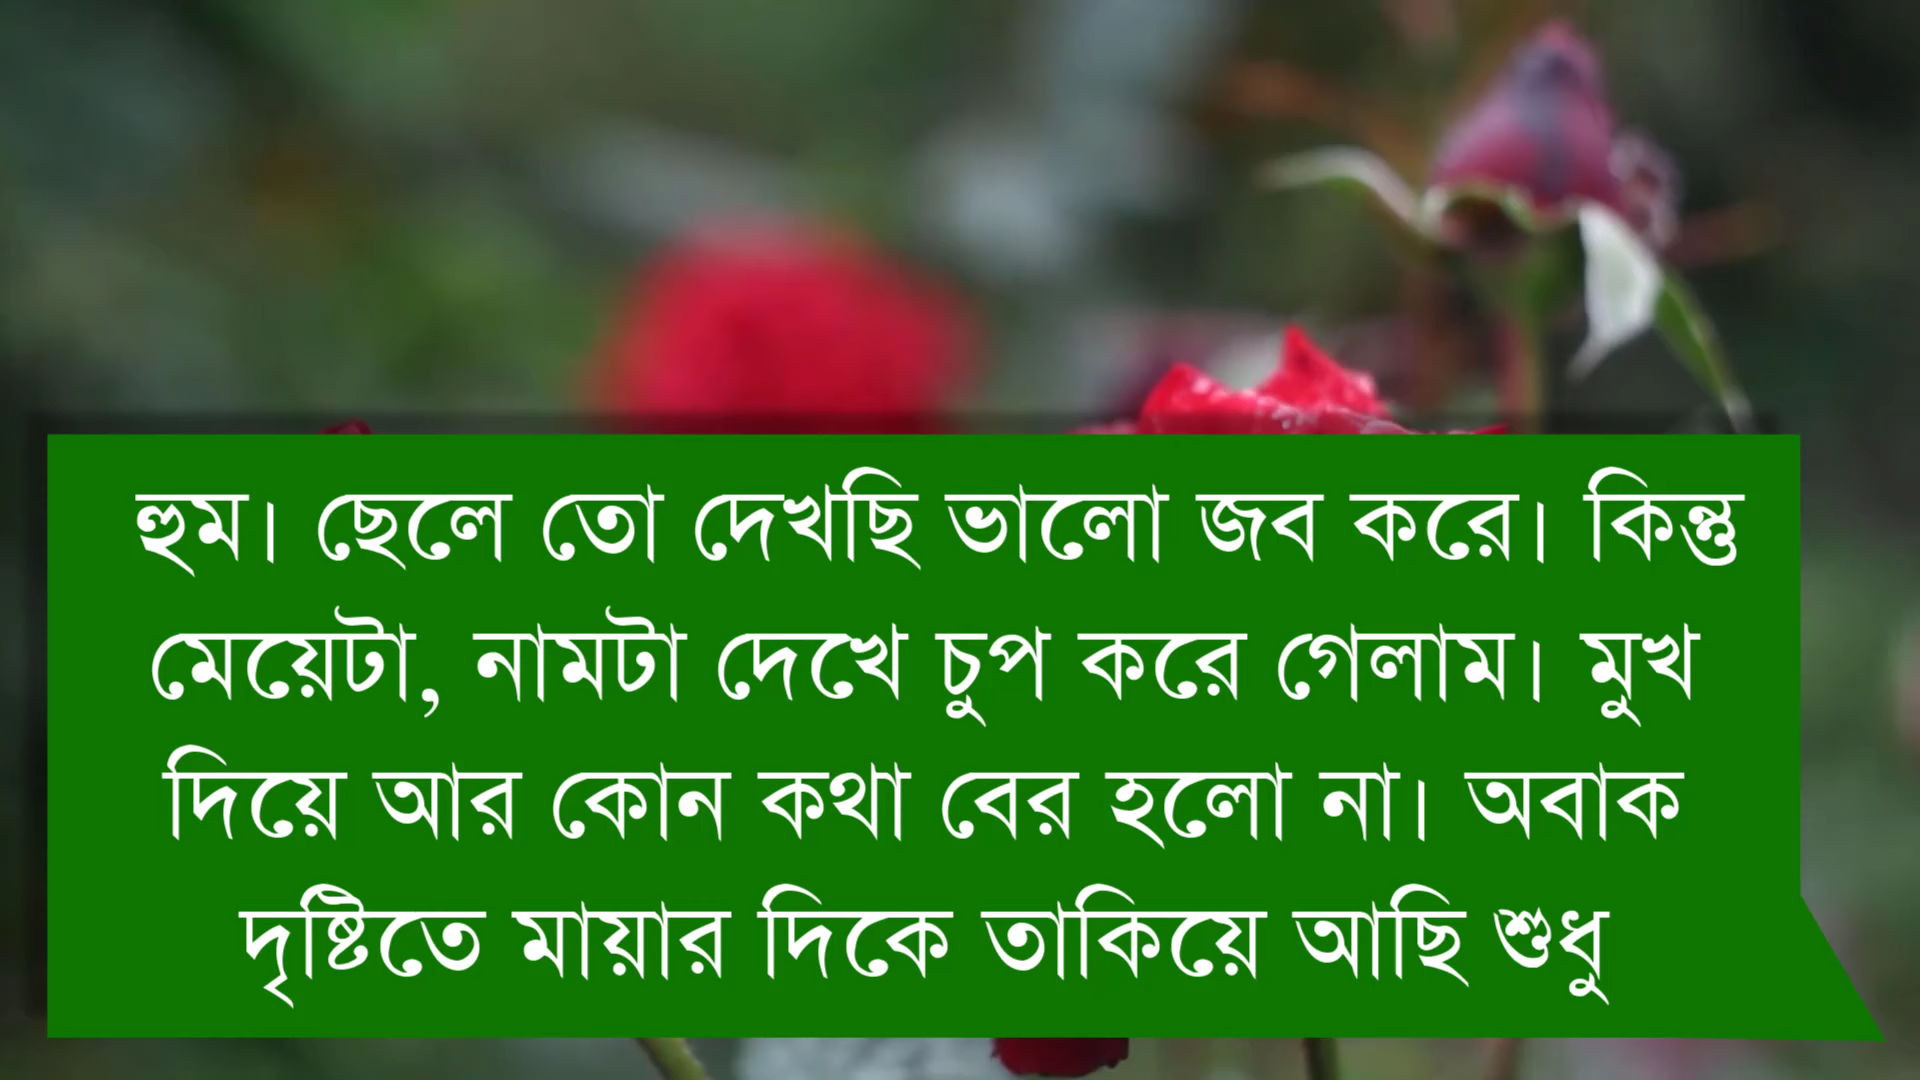 হুম। ছেলে তো দেখছি ভালো জব করে। কিন্তু
মেয়েটা, নামটা দেখে চুপ করে গেলাম। মুখ
দিয়ে আর কোন কথা বের হলো না। অবাক
দৃষ্টিতে মায়ার দিকে তাকিয়ে আছি শুধু